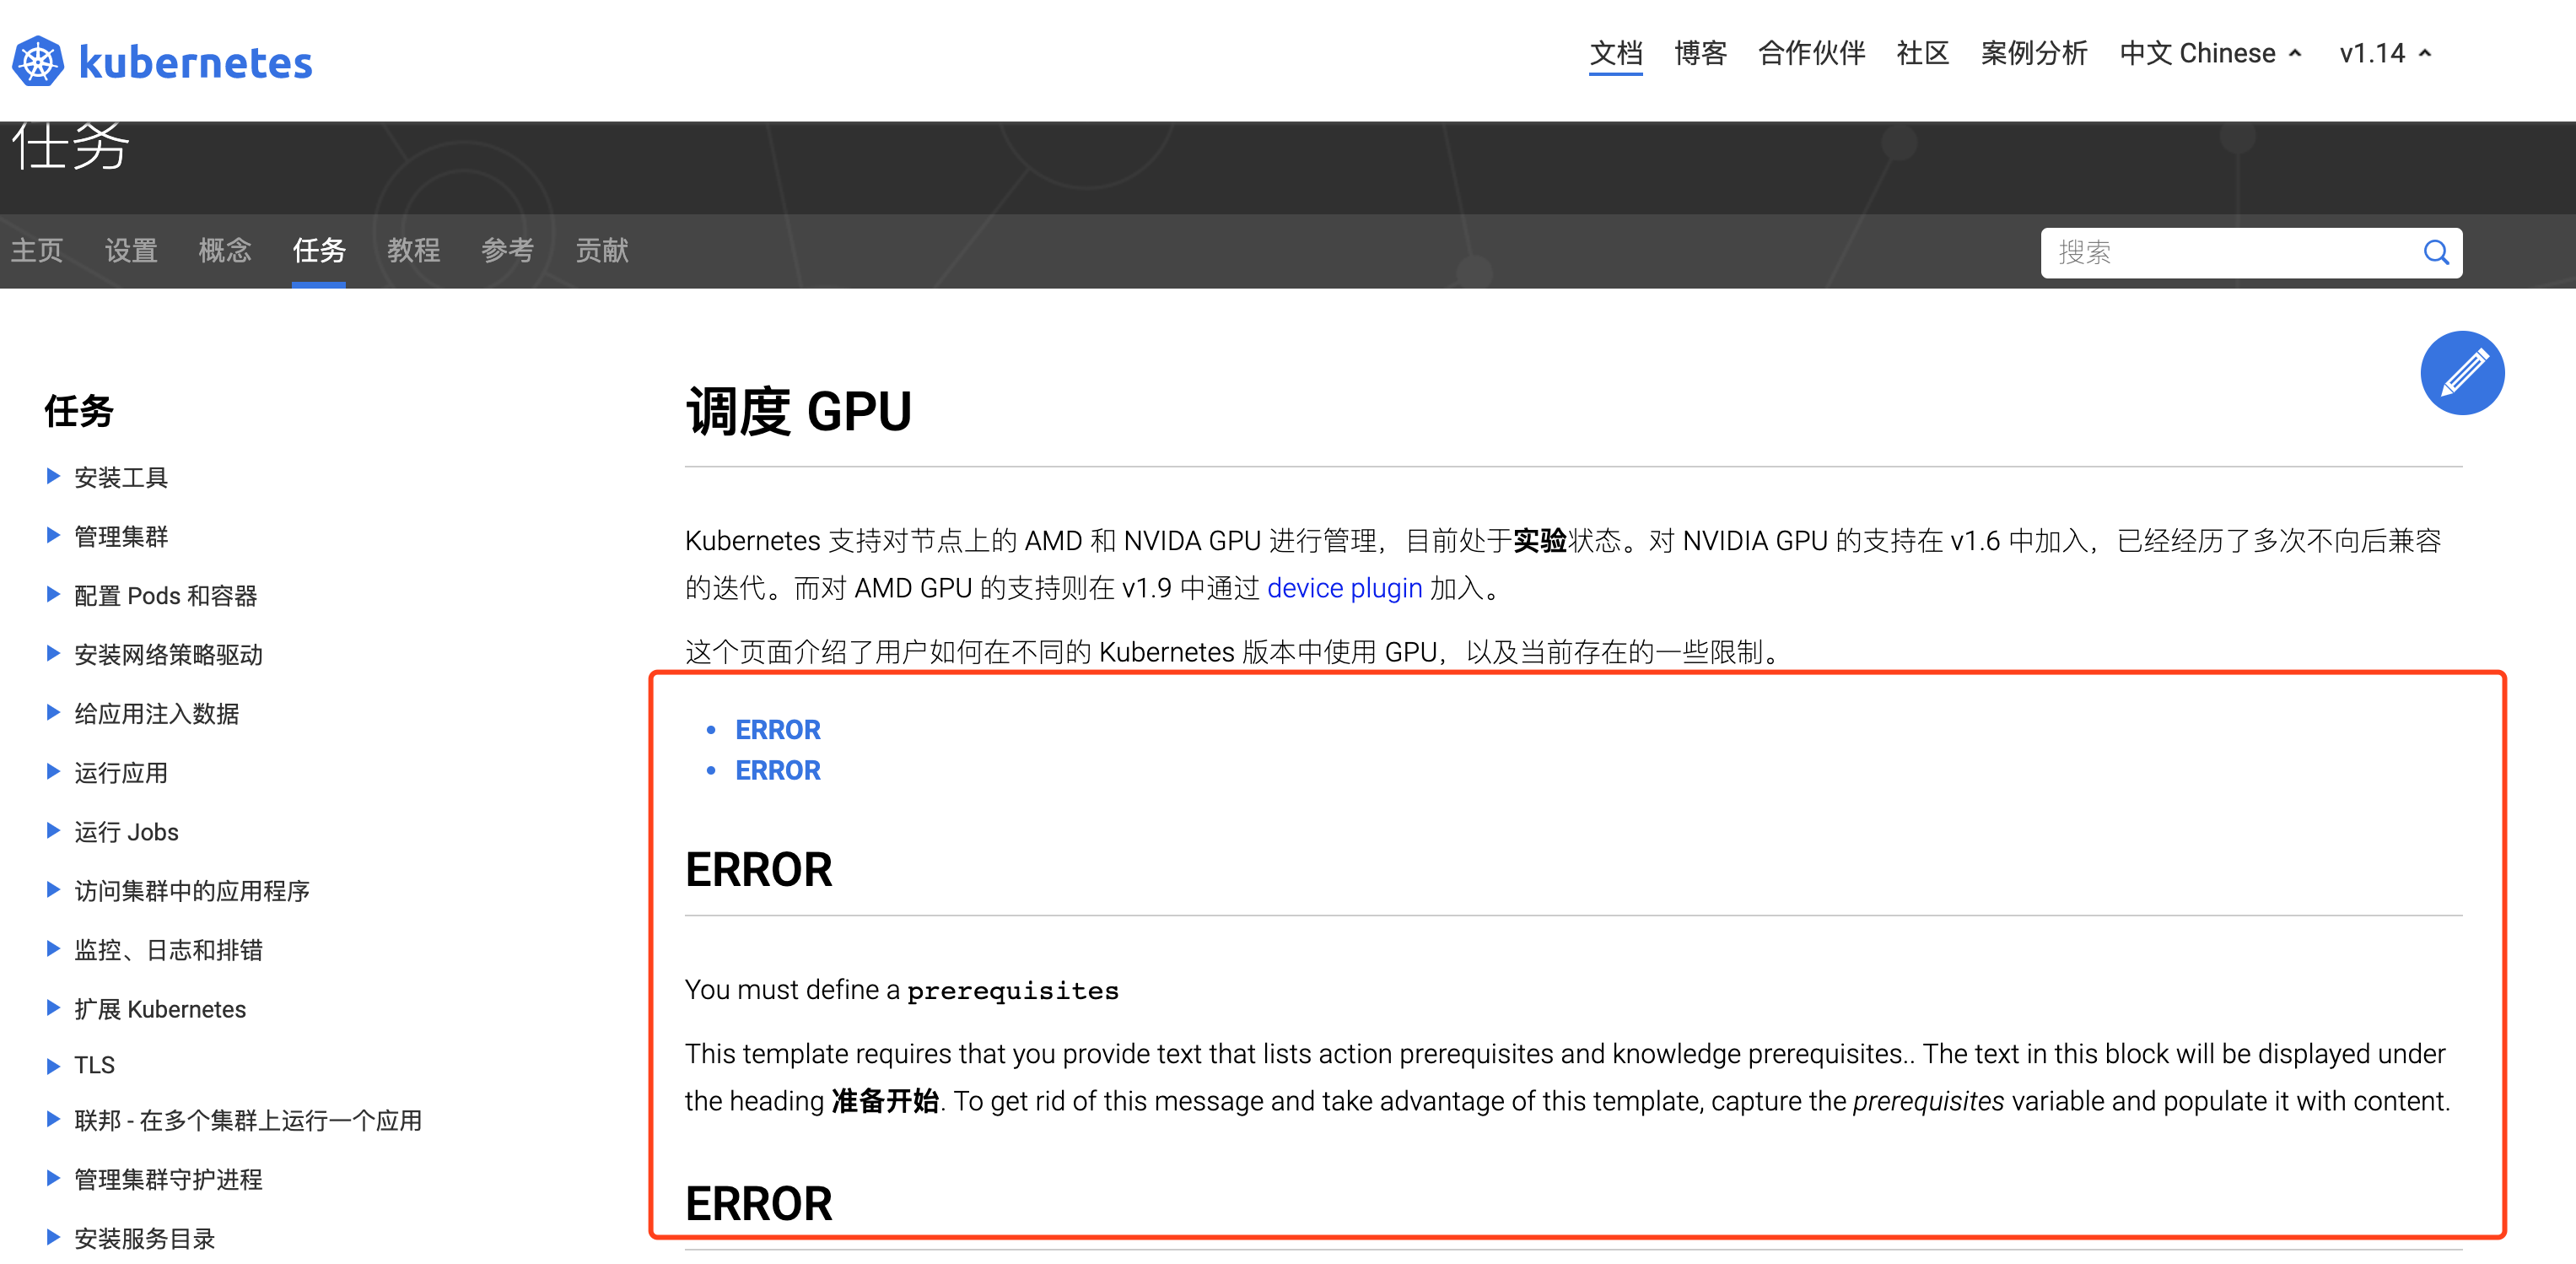 kubernetes
文档 博客 合作伙伴 社区 案例分析 中文 Chinese v1.14
任务
主页 设置 概念 任务 教程 参考 贡献
搜索
任务
安装工具
管理集群
配置 Pods 和容器
安装网络策略驱动
给应用注入数据
运行应用
运行 Jobs
访问集群中的应用程序
监控、日志和排错
扩展 Kubernetes
TLS
联邦 - 在多个集群上运行一个应用
管理集群守护进程
安装服务目录
调度 GPU
Kubernetes 支持对节点上的 AMD 和 NVIDA GPU 进行管理，目前处于实验状态。对 NVIDIA GPU 的支持在 v1.6 中加入，已经经历了多次不向后兼容
的迭代。而对 AMD GPU 的支持则在 v1.9 中通过 device plugin 加入。
这个页面介绍了用户如何在不同的 Kubernetes 版本中使用 GPU，以及当前存在的一些限制。
ERROR
ERROR
ERROR
You must define a prerequisites
This template requires that you provide text that lists action prerequisites and knowledge prerequisites.. The text in this block will be displayed under
the heading 准备开始. To get rid of this message and take advantage of this template, capture the prerequisites variable and populate it with content.
ERROR